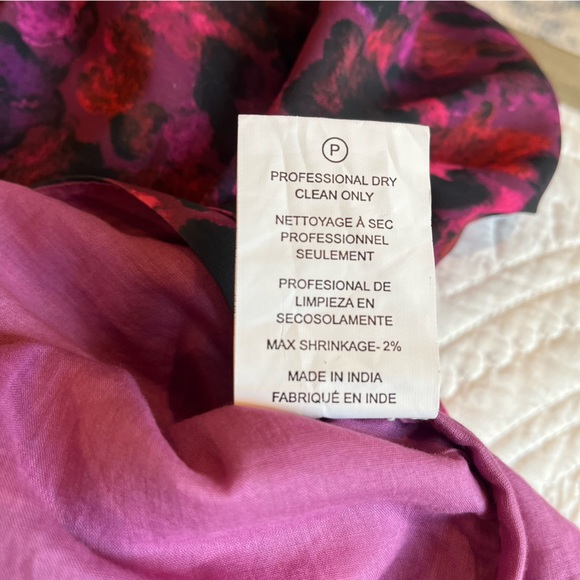 P
PROFESSIONAL DRY
CLEAN ONLY
NETTOYAGE À SEC
PROFESSIONNEL
SEULEMENT
PROFESIONAL DE
LIMPIEZA EN
SECOSOLAMENTE
MAX SHRINKAGE- 2%
MADE IN INDIA
FABRIQUÉ EN INDE